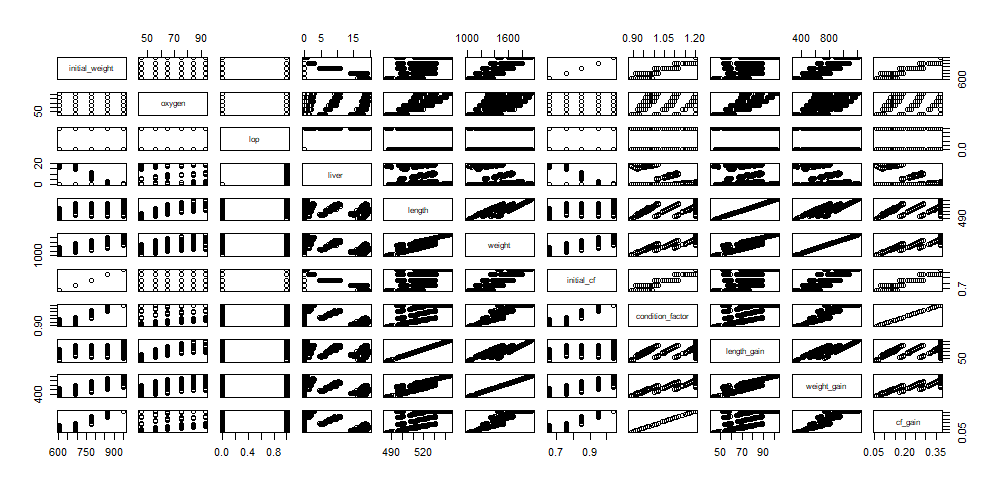 50 70 90
0 5 15
1000 1600
0.90 1.05 1.20
400 800
initial_weight
600
oxygen
50
lop
0.0
liver
0 20
length
490
weight
1000
initial_cf
0.7
condition_factor
0.90
length_gain
50
weight_gain
400
cf_gain
0.05
600 750 900
0.0 0.4 0.8
490 520
0.7 0.9
50 70 90
0.05 0.20 0.35